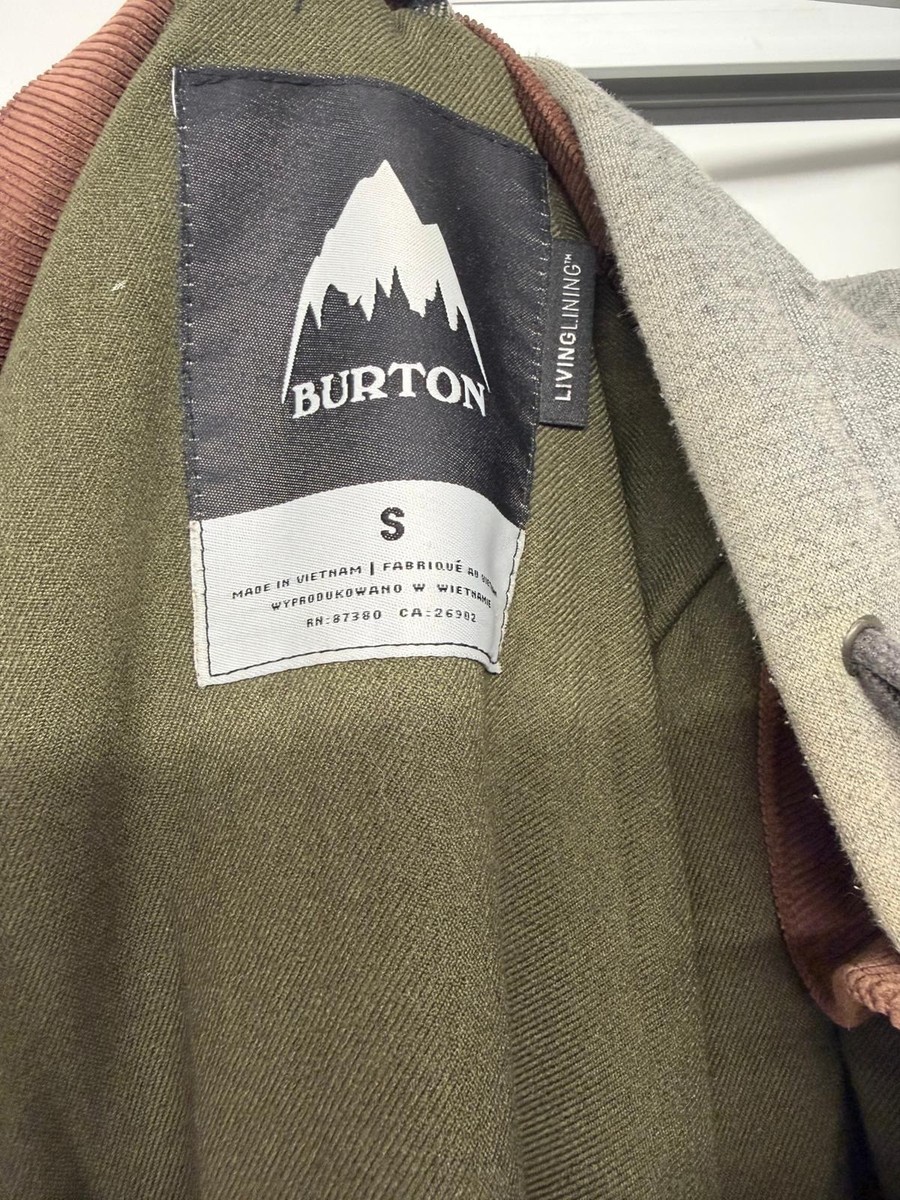 BURTON
LIVINGLINING™
S
MADE IN VIETNAM | FABRIQUÉ AU
WYPRODUKOWANO W WIETNAMIE
RN:87380 CA:26902